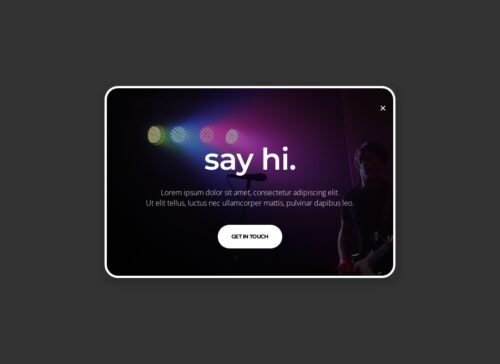 say hi.
Lorem ipsum dolor sit amet, consectetur adipiscing elit.
Ut elit tellus, luctus nec ullamcorper mattis, pulvinar dapibus leo.
GET IN TOUCH